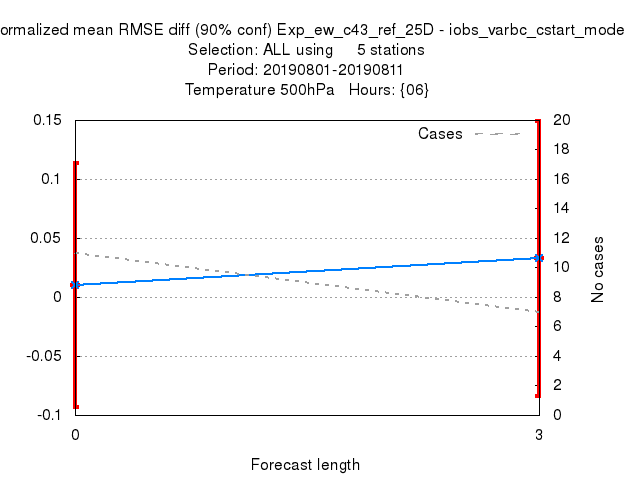 ormalized mean RMSE diff (90% conf) Exp_ew_c43_ref_25D - iobs_varbc_cstart_mode
Selection: ALL using 5 stations
Period: 20190801-20190811
Temperature 500hPa Hours: {06}
0.15
0.1
0.05
0
-0.05
-0.1
Cases
20
18
16
14
12
10
8
6
4
2
0
No cases
0
3
Forecast length